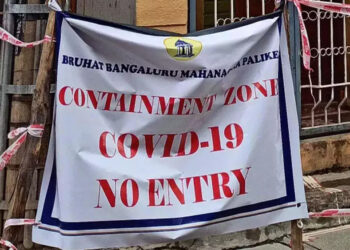 BRUHAT BANGALURU MAHANAGARA PALIKE
CONTAINMENT ZONE
COVID-19
NO ENTRY